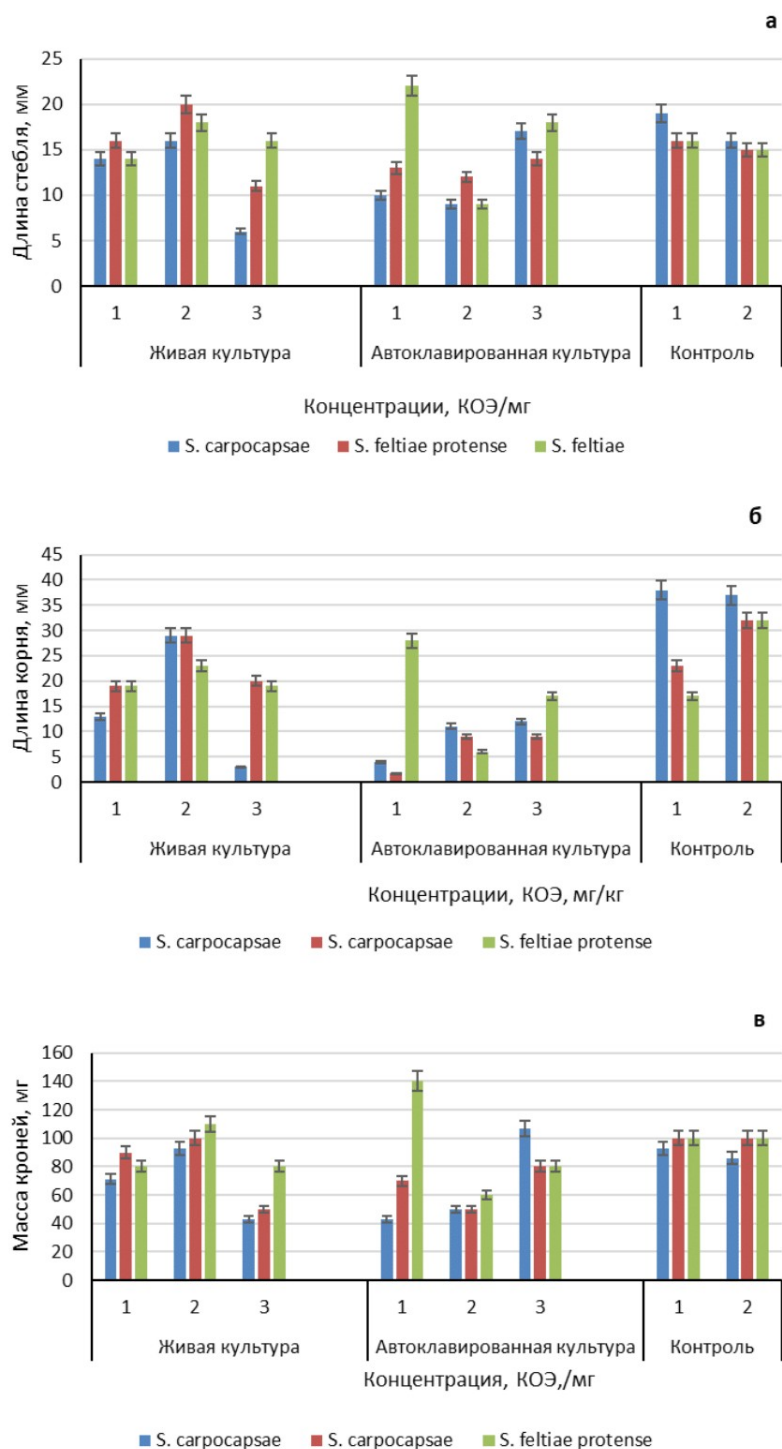 а
Длина стебля, мм
25
20
15
10
5
0
1 2 3 1 2 3 1 2
Живая культура Автоклавированная культура Контроль
Концентрации, КОЭ/мг
S. carpocapsae S. feltiae protense S. feltiae
б
Длина корня, мм
45
40
35
30
25
20
15
10
5
0
1 2 3 1 2 3 1 2
Живая культура Автоклавированная культура Контроль
Концентрации, КОЭ, мг/кг
S. carpocapsae S. carpocapsae S. feltiae protense
в
Масса кроней, мг
160
140
120
100
80
60
40
20
0
1 2 3 1 2 3 1 2
Живая культура Автоклавированная культура Контроль
Концентрация, КОЭ,/мг
S. carpocapsae S. carpocapsae S. feltiae protense